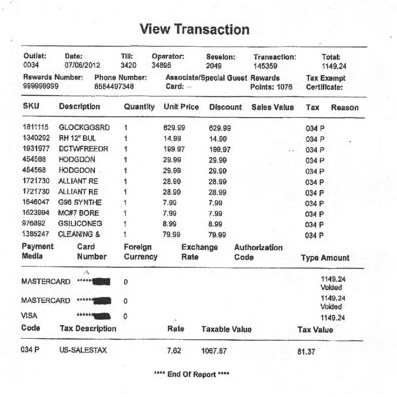 View Transaction
Outlet: Date: Till: Operator: Session: Transaction: Total:
0034 07/06/2012 3420 34898 2049 145359 1149.24
Rewards Number: Phone Number: Associate/Special Guest Rewards Tax Exempt
999999999 8584497348 Card: -- Points: 1076 Certificate:
SKU Description Quantity Unit Price Discount Sales Value Tax Reason
1811115 GLOCKGGSRD 1 629.99 629.99 034 P
1340292 RH 12" BUL 1 14.99 14.99 034 P
1931977 DCTWFREEDR 1 199.97 199.97 034 P
454568 HODGDON 1 29.99 29.99 034 P
454568 HODGDON 1 29.99 29.99 034 P
1721730 ALLIANT RE 1 28.99 28.99 034 P
1721730 ALLIANT RE 1 28.99 28.99 034 P
1646047 G96 SYNTHE 1 7.99 7.99 034 P
1623994 MC#7 BORE 1 7.99 7.99 034 P
976892 GSILICONEG 1 8.99 8.99 034 P
1385247 CLEANING & 1 79.99 79.99 034 P
Payment Card Foreign Exchange Authorization
Media Number Currency Rate Code Type Amount
MASTERCARD ****** 0 1149.24
Voided
MASTERCARD ****** 0 1149.24
Voided
VISA ****** 0 1149.24
Code Tax Description Rate Taxable Value Tax Value
034 P US-SALESTAX 7.62 1067.87 81.37
**** End Of Report ****